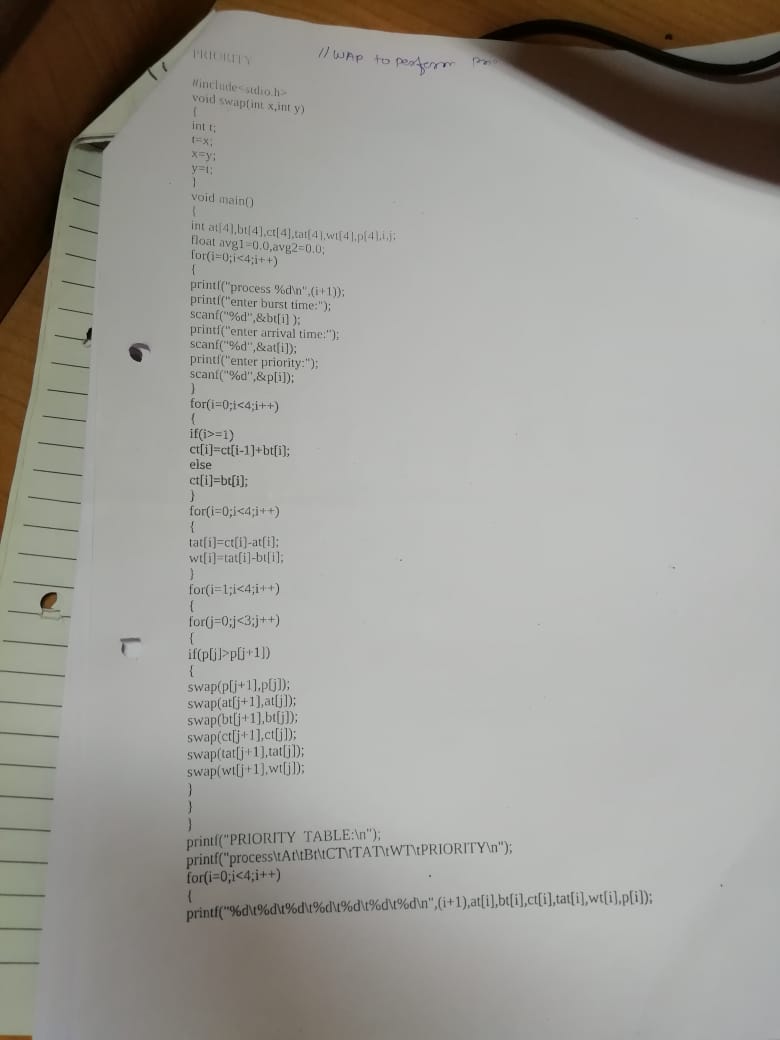 PRIORITY
//WAP to perform
#include<stdio.h>
void swap(int x,int y)
{
int t;
t=x;
x=y;
y=t;
}
void main()
{
int at[4],bt[4],ct[4],tat[4],wt[4],p[4],i,j;
float avg1=0.0,avg2=0.0;
for(i=0;i<4;i++)
{
printf("process %d\n",(i+1));
printf("enter burst time:");
scanf("%d",&bt[i] );
printf("enter arrival time:");
scanf("%d",&at[i]);
printf("enter priority:");
scanf("%d",&p[i]);
}
for(i=0;i<4;i++)
{
if(i>=1)
ct[i]=ct[i-1]+bt[i];
else
ct[i]=bt[i];
}
for(i=0;i<4;i++)
{
tat[i]=ct[i]-at[i];
wt[i]=tat[i]-bt[i];
}
for(i=1;i<4;i++)
{
for(j=0;j<3;j++)
{
if(p[j]>p[j+1])
{
swap(p[j+1],p[j]);
swap(at[j+1],at[j]);
swap(bt[j+1],bt[j]);
swap(ct[j+1],ct[j]);
swap(tat[j+1],tat[j]);
swap(wt[j+1],wt[j]);
}
}
}
printf("PRIORITY TABLE:\n");
printf("process\tAt\tBt\tCT\tTAT\tWT\tPRIORITY\n");
for(i=0;i<4;i++)
{
printf("%d\t%d\t%d\t%d\t%d\t%d\t%d\n",(i+1),at[i],bt[i],ct[i],tat[i],wt[i],p[i]);